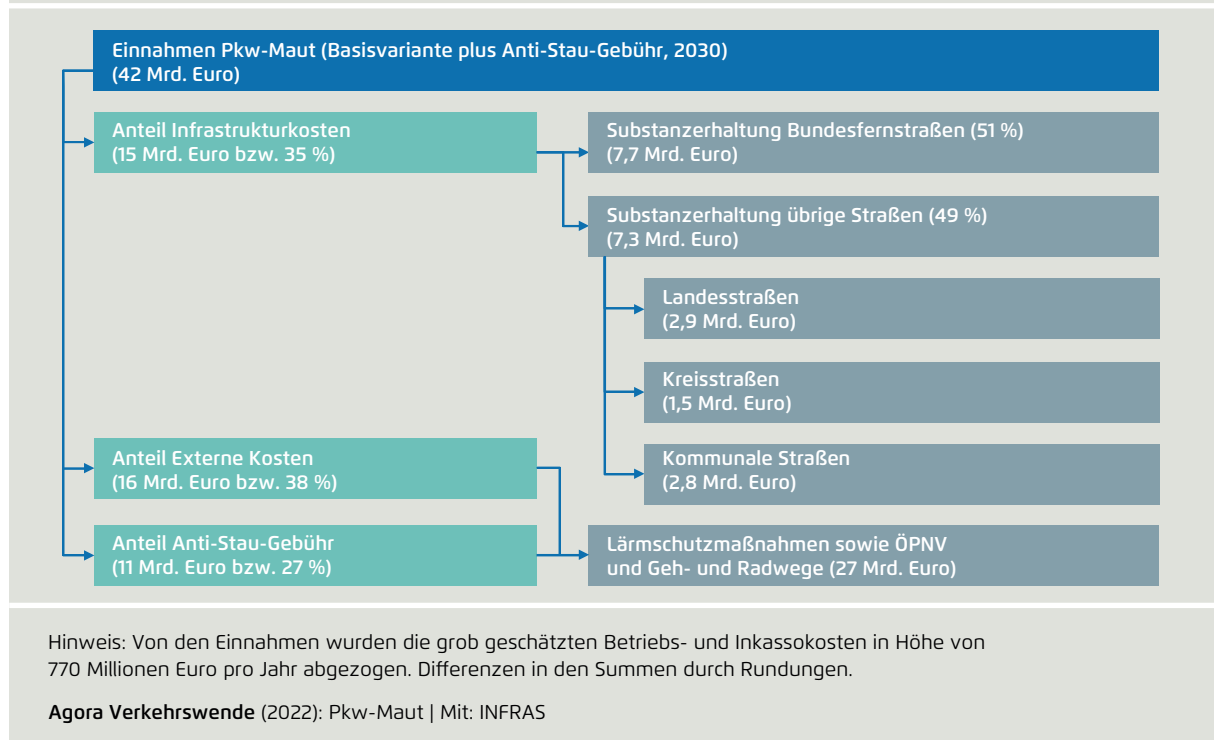 Einnahmen Pkw-Maut (Basisvariante plus Anti-Stau-Gebühr, 2030)
(42 Mrd. Euro)
Anteil Infrastrukturkosten
(15 Mrd. Euro bzw. 35 %)
Substanzerhaltung Bundesfernstraßen (51 %)
(7,7 Mrd. Euro)
Substanzerhaltung übrige Straßen (49 %)
(7,3 Mrd. Euro)
Landesstraßen
(2,9 Mrd. Euro)
Kreisstraßen
(1,5 Mrd. Euro)
Kommunale Straßen
(2,8 Mrd. Euro)
Anteil Externe Kosten
(16 Mrd. Euro bzw. 38 %)
Anteil Anti-Stau-Gebühr
(11 Mrd. Euro bzw. 27 %)
Lärmschutzmaßnahmen sowie ÖPNV
und Geh- und Radwege (27 Mrd. Euro)
Hinweis: Von den Einnahmen wurden die grob geschätzten Betriebs- und Inkassokosten in Höhe von
770 Millionen Euro pro Jahr abgezogen. Differenzen in den Summen durch Rundungen.
Agora Verkehrswende (2022): Pkw-Maut | Mit: INFRAS